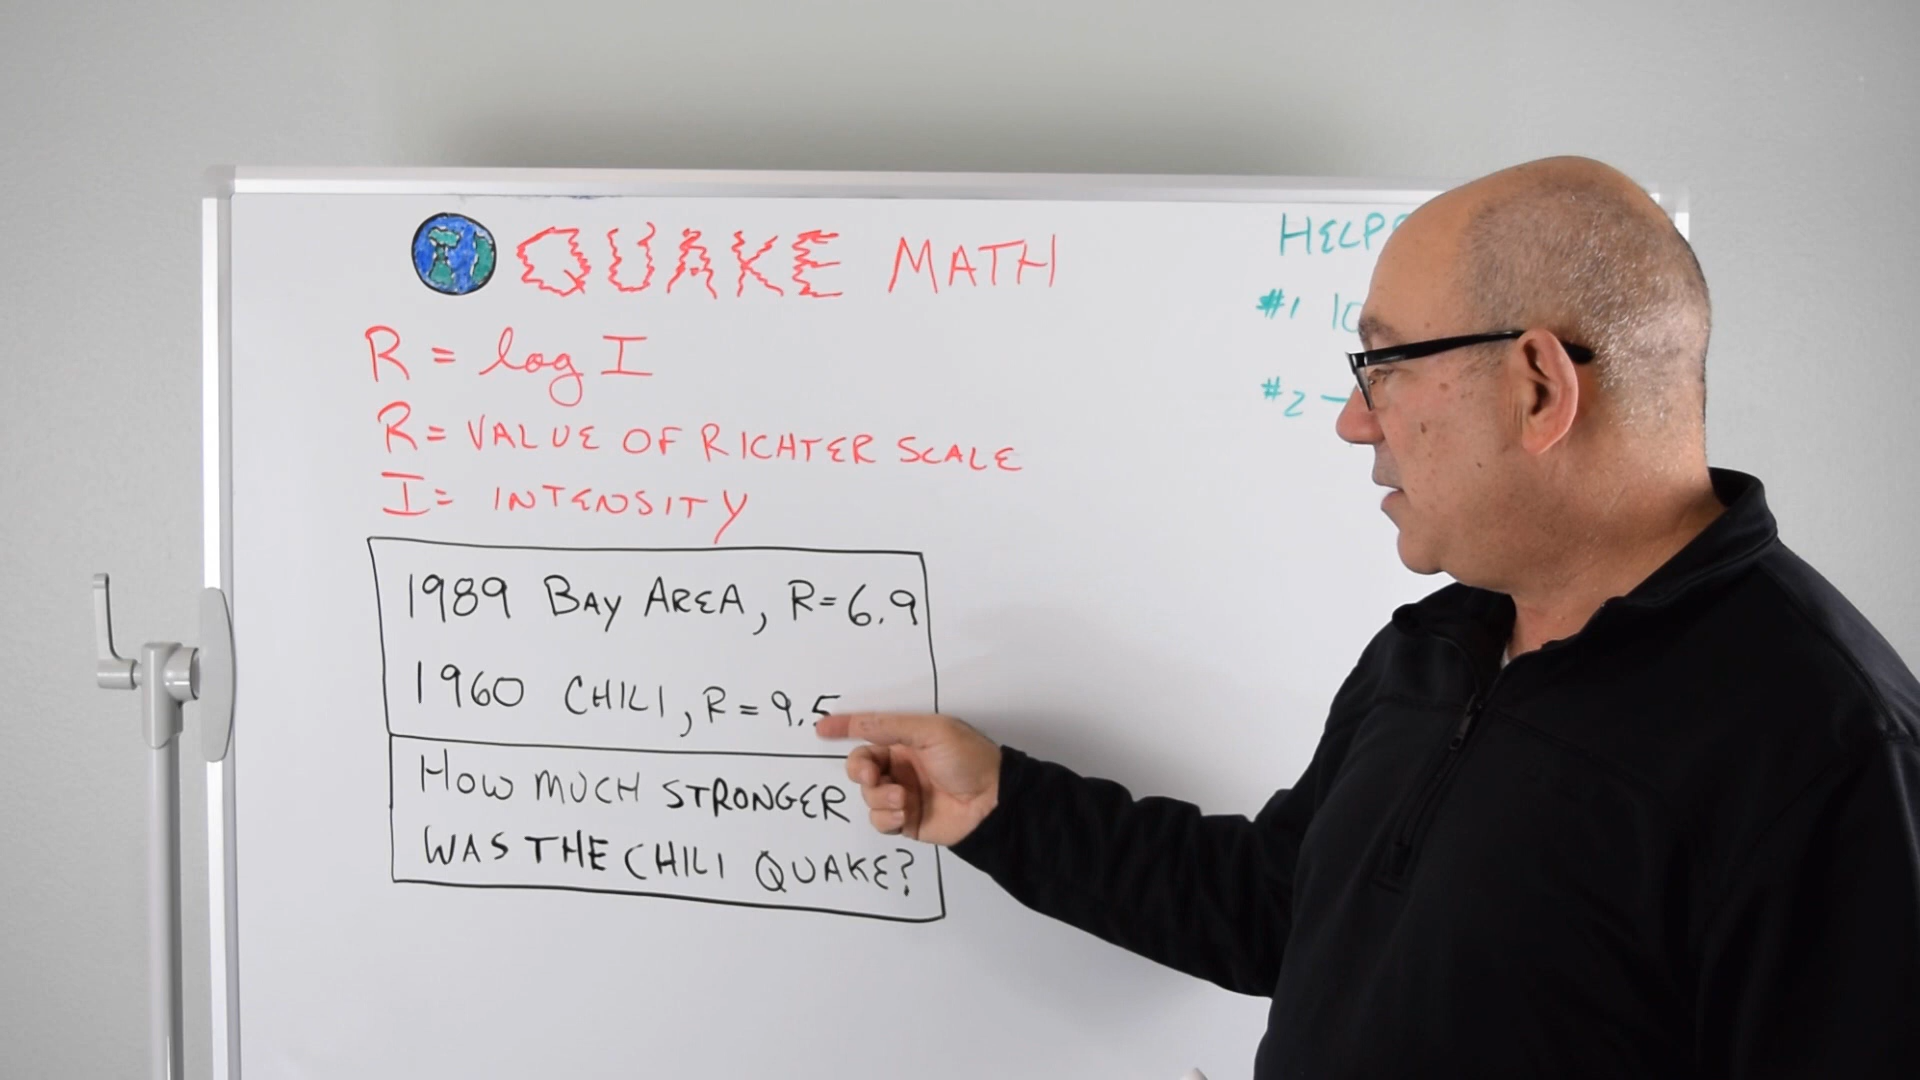 QUAKE MATH
R = log I
R = VALUE OF RICHTER SCALE
I = INTENSITY
1989 BAY AREA, R=6.9
1960 CHILI, R=9.5
HOW MUCH STRONGER
WAS THE CHILI QUAKE?
#1 10
#2